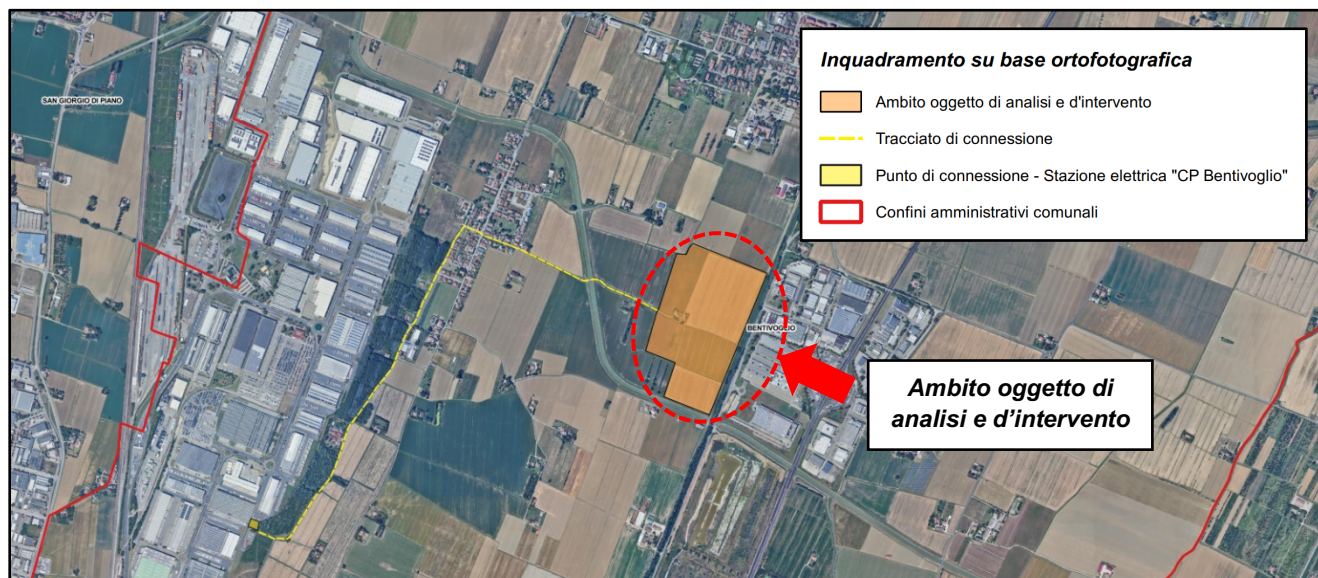 Inquadramento su base ortofotografica
Ambito oggetto di analisi e d'intervento
Tracciato di connessione
Punto di connessione - Stazione elettrica "CP Bentivoglio"
Confini amministrativi comunali
SAN GIORGIO DI PIANO
BENTIVOGLIO
Ambito oggetto di
analisi e d’intervento